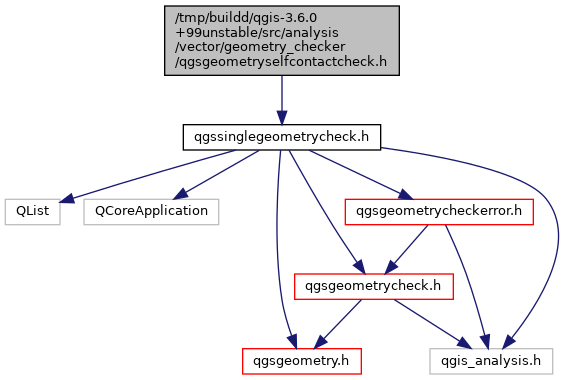 /tmp/buildd/qgis-3.6.0
+99unstable/src/analysis
/vector/geometry_checker
/qgsgeometryselfcontactcheck.h
qgssinglegeometrycheck.h
QList
QCoreApplication
qgsgeometrycheckerror.h
qgsgeometrycheck.h
qgsgeometry.h
qgis_analysis.h